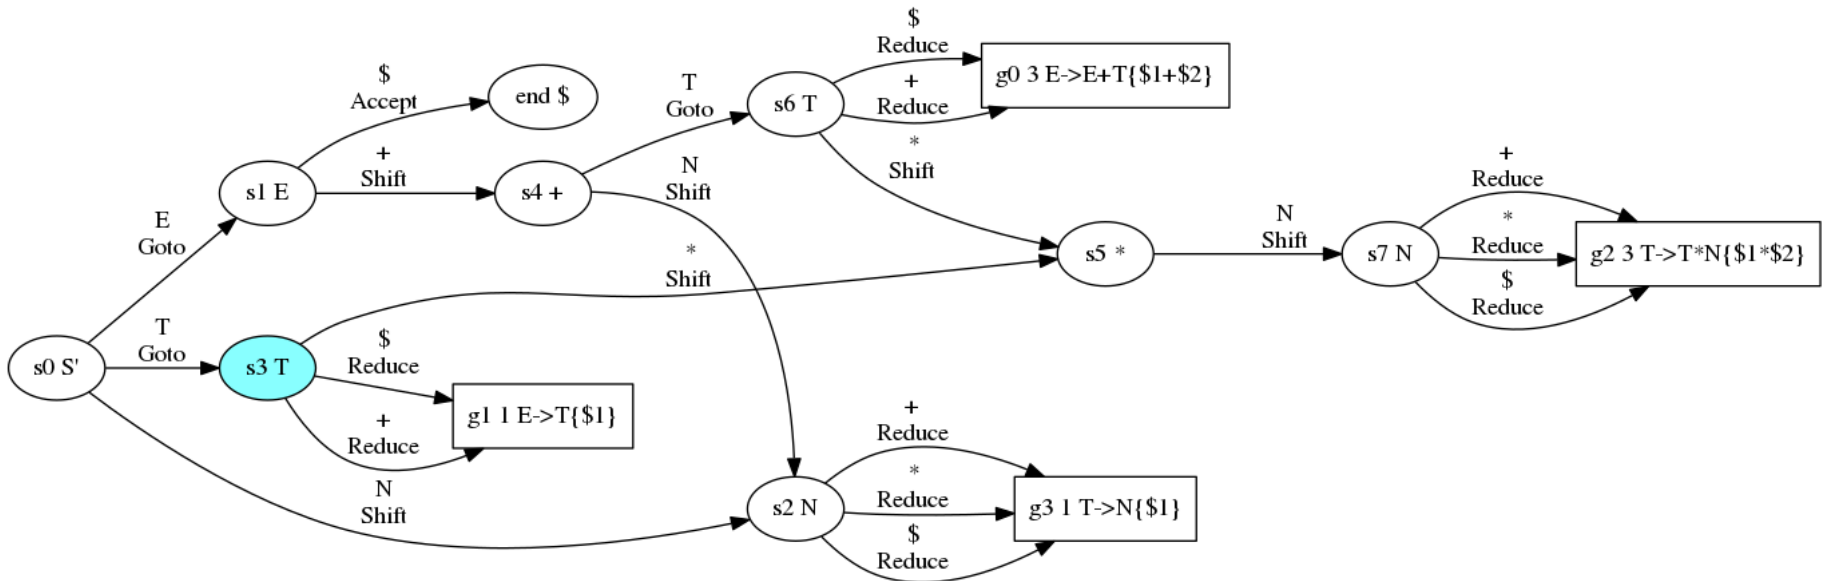 $
Reduce
g0 3 E->E+T{$1+$2}
+
Reduce
$
Accept
end $
T
Goto
s6 T
*
Shift
s1 E
+
Shift
s4 +
N
Shift
+
Reduce
E
Goto
*
Shift
s5 *
N
Shift
s7 N
*
Reduce
g2 3 T->T*N{$1*$2}
$
Reduce
s0 S'
T
Goto
s3 T
$
Reduce
g1 1 E->T{$1}
+
Reduce
N
Shift
+
Reduce
s2 N
*
Reduce
g3 1 T->N{$1}
$
Reduce